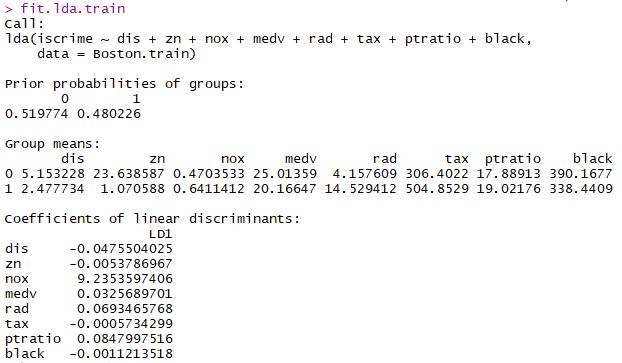 > fit.lda.train
Call:
lda(iscrime ~ dis + zn + nox + medv + rad + tax + ptratio + black,
    data = Boston.train)
Prior probabilities of groups:
       0        1
0.519774 0.480226
Group means:
       dis        zn       nox     medv       rad      tax  ptratio    black
0 5.153228 23.638587 0.4703533 25.01359  4.157609 306.4022 17.88913 390.1677
1 2.477734  1.070588 0.6411412 20.16647 14.529412 504.8529 19.02176 338.4409
Coefficients of linear discriminants:
                  LD1
dis     -0.0475504025
zn      -0.0053786967
nox      9.2353597406
medv     0.0325689701
rad      0.0693465768
tax     -0.0005734299
ptratio  0.0847997516
black   -0.0011213518